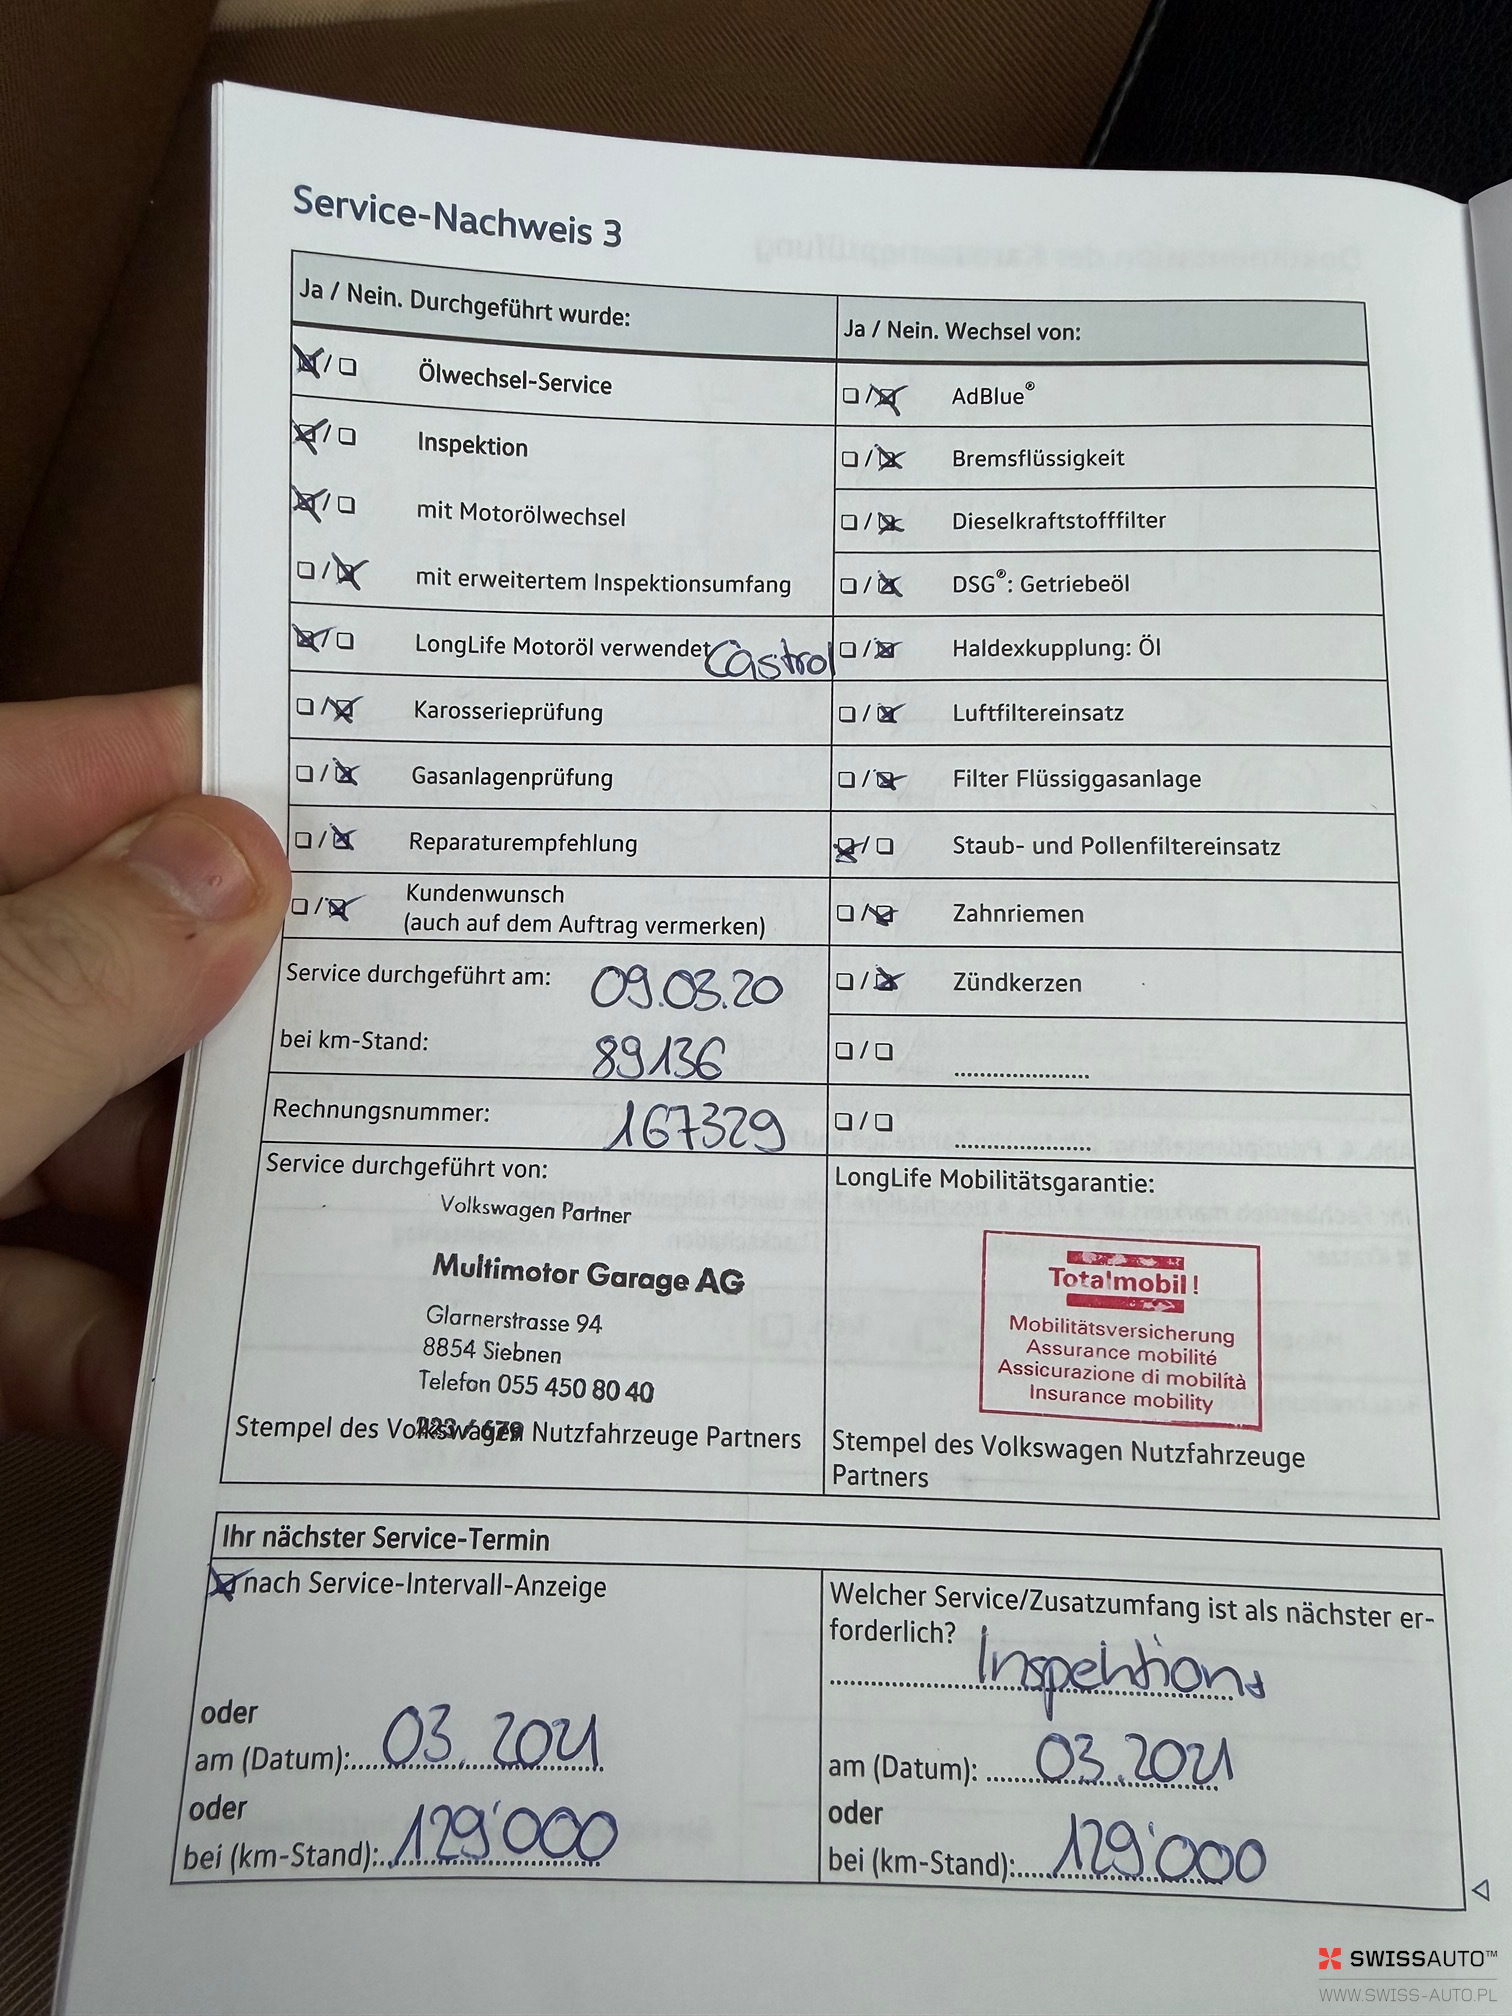 Service-Nachweis 3
Ja / Nein. Durchgeführt wurde:
Ölwechsel-Service
Inspektion
mit Motorölwechsel
mit erweitertem Inspektionsumfang
LongLife Motoröl verwendet Castrol
Karosserieprüfung
Gasanlagenprüfung
Reparaturempfehlung
Kundenwunsch
(auch auf dem Auftrag vermerken)
Service durchgeführt am: 09.03.20
bei km-Stand: 89136
Rechnungsnummer: 167329
Service durchgeführt von:
Volkswagen Partner
Multimotor Garage AG
Glarnerstrasse 94
8854 Siebnen
Telefon 055 450 80 40
Stempel des Volkswagen Nutzfahrzeuge Partners
Ja / Nein. Wechsel von:
AdBlue®
Bremsflüssigkeit
Dieselkraftstofffilter
DSG®: Getriebeöl
Haldexkupplung: Öl
Luftfiltereinsatz
Filter Flüssiggasanlage
Staub- und Pollenfiltereinsatz
Zahnriemen
Zündkerzen
LongLife Mobilitätsgarantie:
Totalmobil!
Mobilitätsversicherung
Assurance mobilité
Assicurazione di mobilità
Insurance mobility
Stempel des Volkswagen Nutzfahrzeuge
Partners
Ihr nächster Service-Termin
nach Service-Intervall-Anzeige
oder
am (Datum): 03.2021
oder
bei (km-Stand): 129'000
Welcher Service/Zusatzumfang ist als nächster er-
forderlich?
Inspektion
am (Datum): 03.2021
oder
bei (km-Stand): 129'000
SWISSAUTO™
WWW.SWISS-AUTO.PL